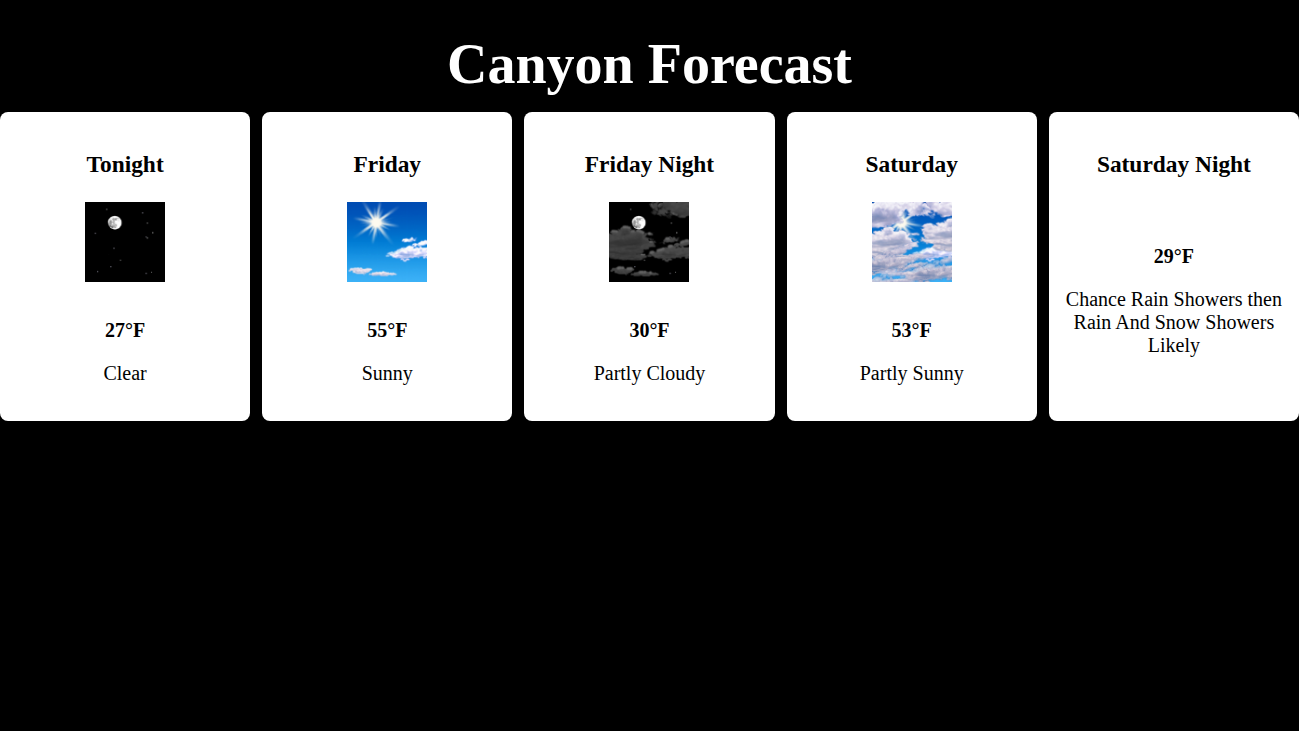 Canyon Forecast
Tonight
27°F
Clear
Friday
55°F
Sunny
Friday Night
30°F
Partly Cloudy
Saturday
53°F
Partly Sunny
Saturday Night
29°F
Chance Rain Showers then
Rain And Snow Showers
Likely